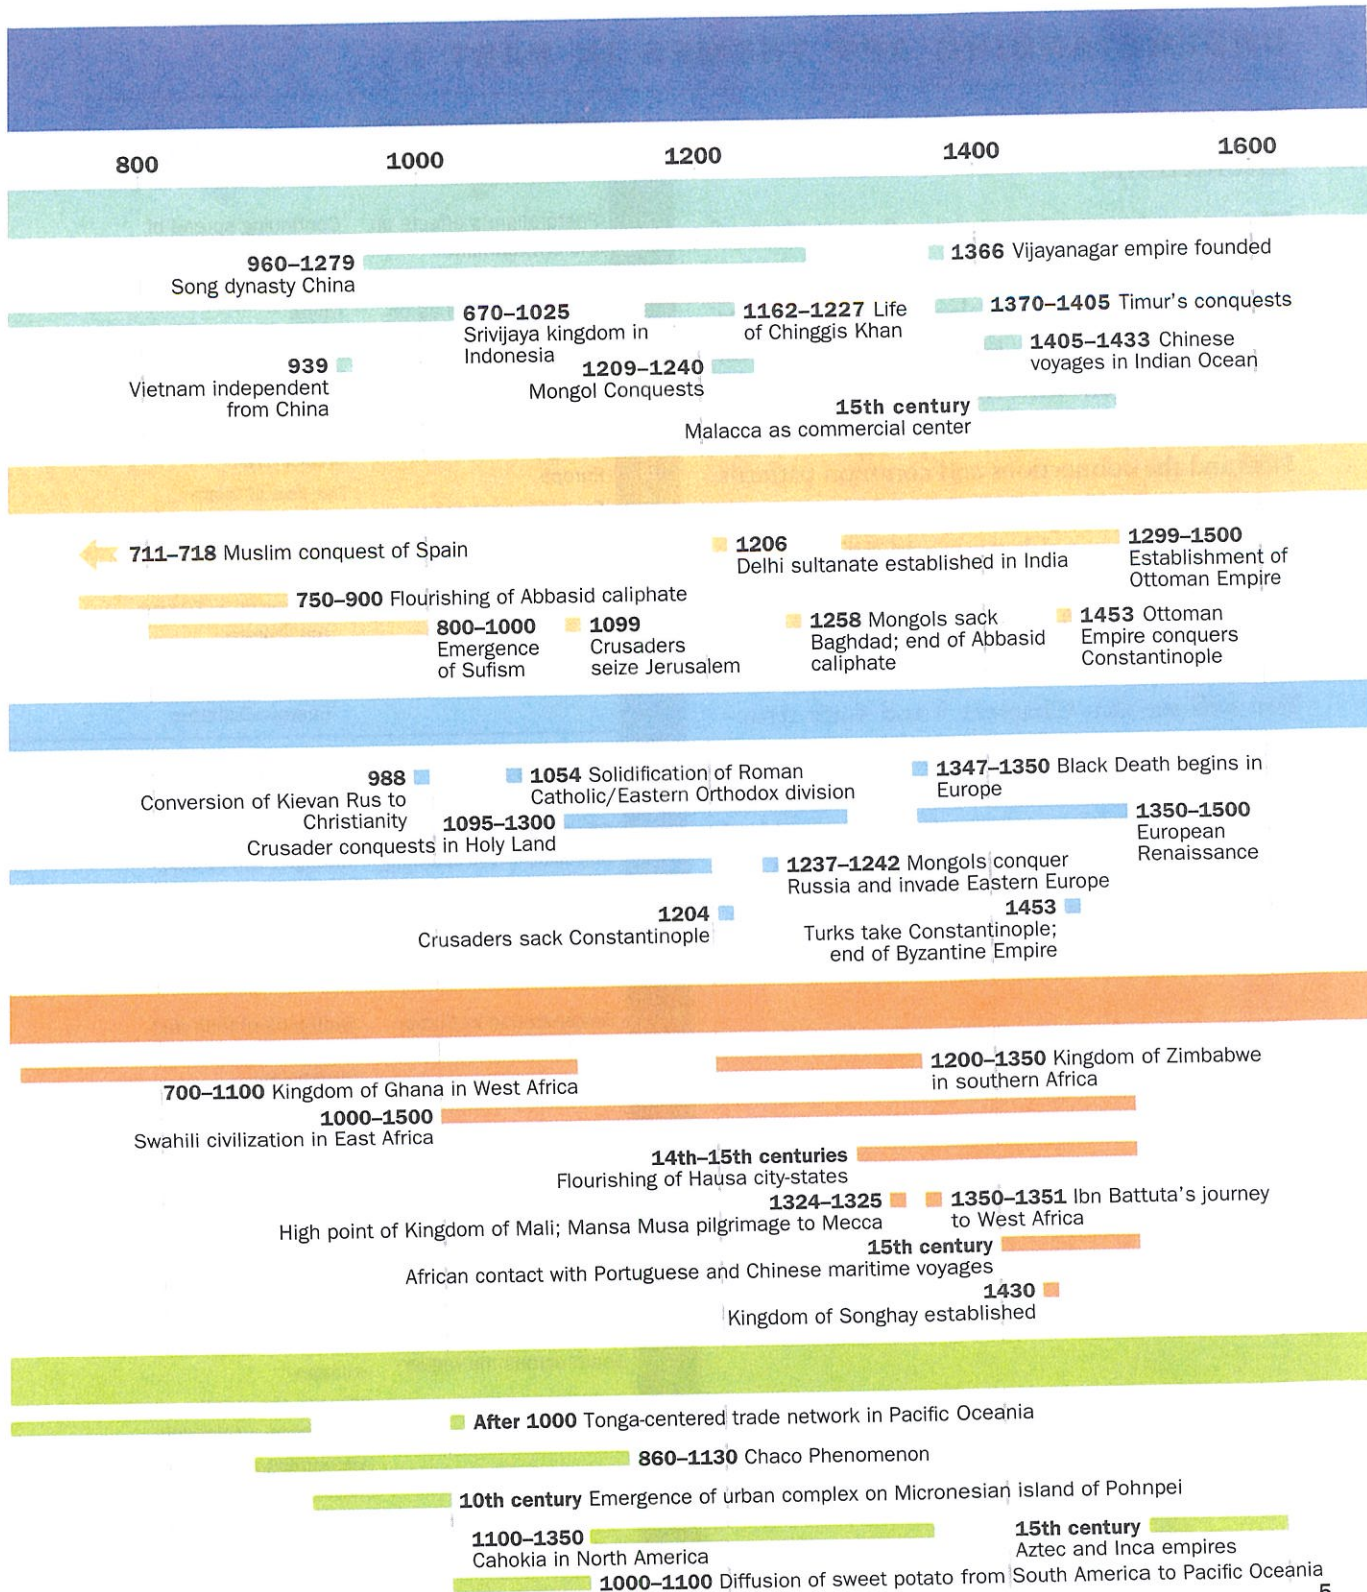 800 1000 1200 1400 1600
960–1279
Song dynasty China
1366 Vijayanagar empire founded
670–1025
Srivijaya kingdom in
Indonesia
1162–1227 Life
of Chinggis Khan
1370–1405 Timur's conquests
939
Vietnam independent
from China
1209–1240
Mongol Conquests
1405–1433 Chinese
voyages in Indian Ocean
15th century
Malacca as commercial center
711–718 Muslim conquest of Spain
1206
Delhi sultanate established in India
1299–1500
Establishment of
Ottoman Empire
750–900 Flourishing of Abbasid caliphate
800–1000
Emergence
of Sufism
1099
Crusaders
seize Jerusalem
1258 Mongols sack
Baghdad; end of Abbasid
caliphate
1453 Ottoman
Empire conquers
Constantinople
988
Conversion of Kievan Rus to
Christianity
1054 Solidification of Roman
Catholic/Eastern Orthodox division
1347–1350 Black Death begins in
Europe
1095–1300
Crusader conquests in Holy Land
1350–1500
European
Renaissance
1237–1242 Mongols conquer
Russia and invade Eastern Europe
1204
Crusaders sack Constantinople
1453
Turks take Constantinople;
end of Byzantine Empire
700–1100 Kingdom of Ghana in West Africa
1200–1350 Kingdom of Zimbabwe
in southern Africa
1000–1500
Swahili civilization in East Africa
14th–15th centuries
Flourishing of Hausa city-states
1324–1325
High point of Kingdom of Mali; Mansa Musa pilgrimage to Mecca
1350–1351 Ibn Battuta's journey
to West Africa
15th century
African contact with Portuguese and Chinese maritime voyages
1430
Kingdom of Songhay established
After 1000 Tonga-centered trade network in Pacific Oceania
860–1130 Chaco Phenomenon
10th century Emergence of urban complex on Micronesian island of Pohnpei
1100–1350
Cahokia in North America
15th century
Aztec and Inca empires
1000–1100 Diffusion of sweet potato from South America to Pacific Oceania
5